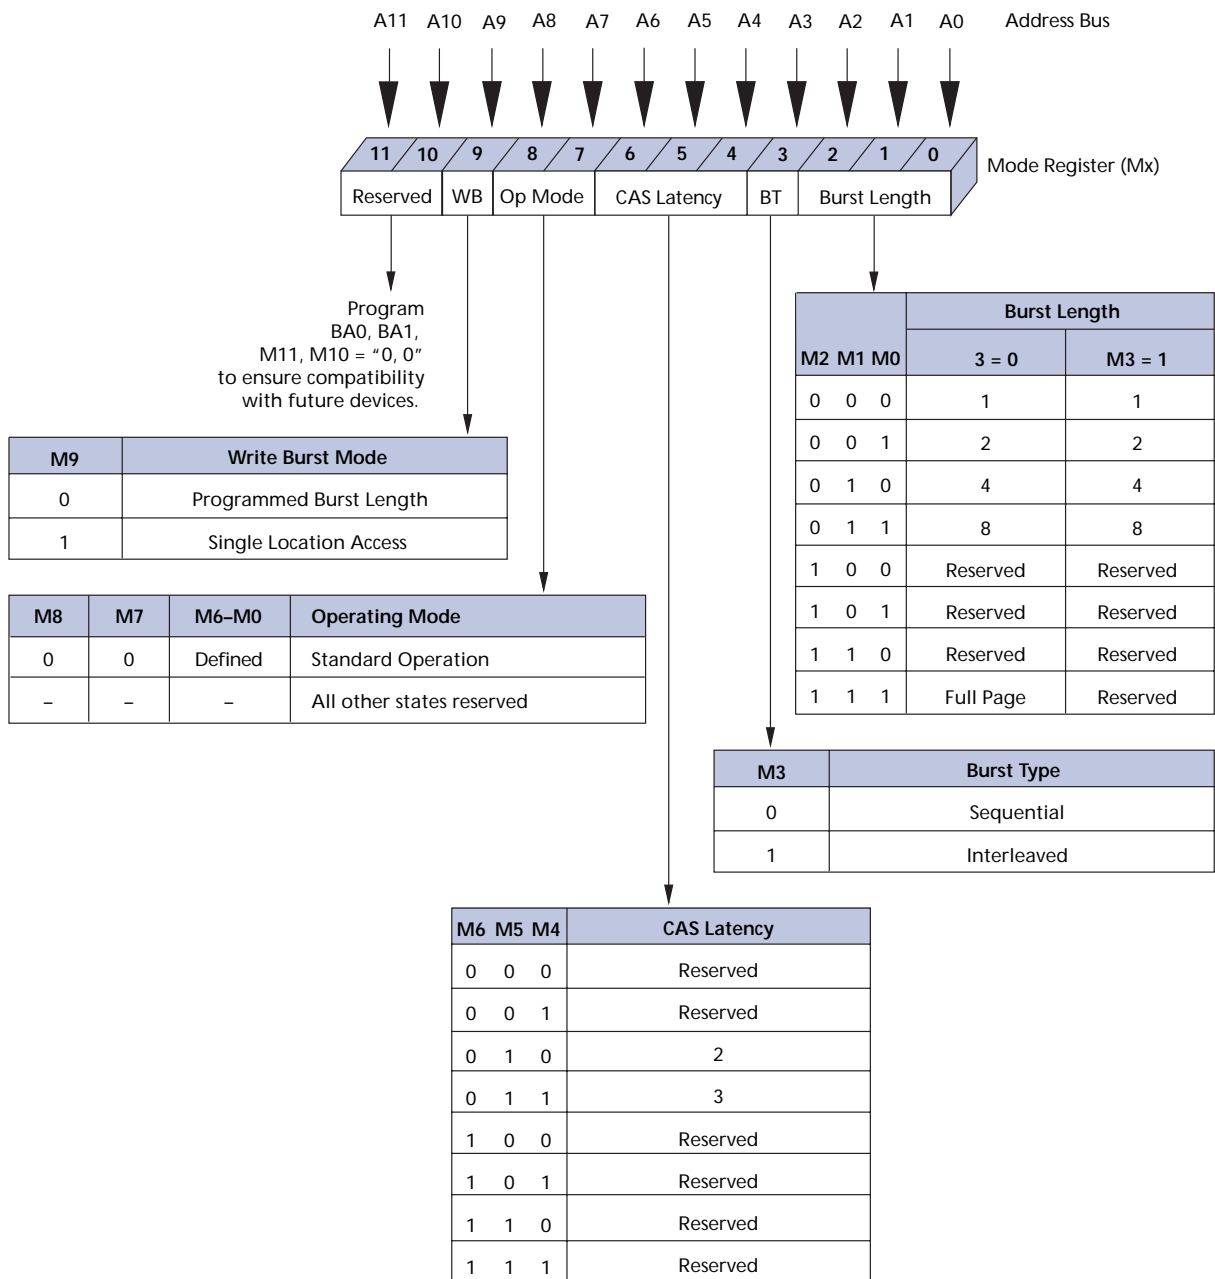 A11 A10 A9 A8 A7 A6 A5 A4 A3 A2 A1 A0 Address Bus
11 10 9 8 7 6 5 4 3 2 1 0
Mode Register (Mx)
Reserved WB Op Mode CAS Latency BT Burst Length
Program
BA0, BA1,
M11, M10 = “0, 0”
to ensure compatibility
with future devices.
Burst Length
M2 M1 M0 3 = 0 M3 = 1
0 0 0 1 1
0 0 1 2 2
0 1 0 4 4
0 1 1 8 8
1 0 0 Reserved Reserved
1 0 1 Reserved Reserved
1 1 0 Reserved Reserved
1 1 1 Full Page Reserved
M9 Write Burst Mode
0 Programmed Burst Length
1 Single Location Access
M8 M7 M6–M0 Operating Mode
0 0 Defined Standard Operation
– – – All other states reserved
M3 Burst Type
0 Sequential
1 Interleaved
M6 M5 M4 CAS Latency
0 0 0 Reserved
0 0 1 Reserved
0 1 0 2
0 1 1 3
1 0 0 Reserved
1 0 1 Reserved
1 1 0 Reserved
1 1 1 Reserved